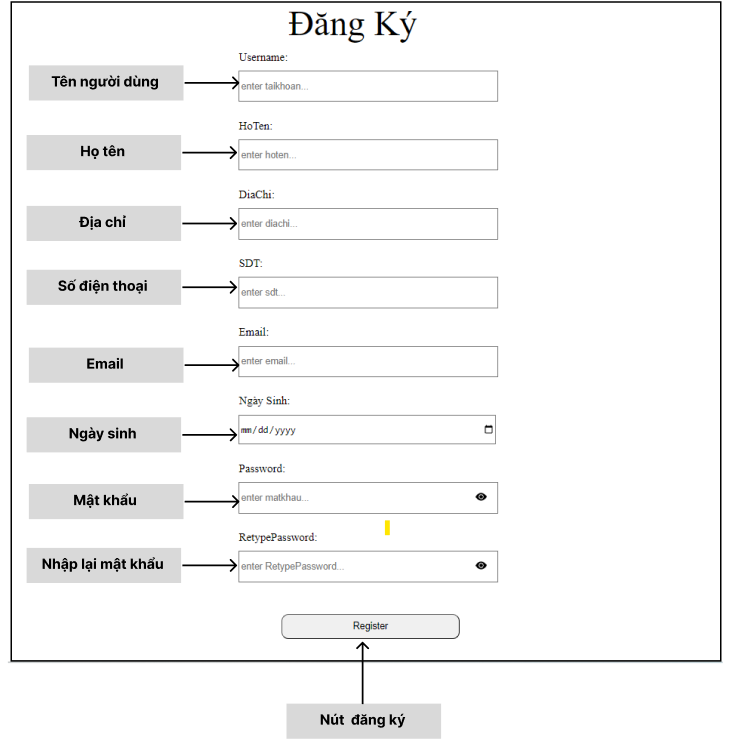 Đăng Ký
Username:
Tên người dùng
enter taikhoan...
HoTen:
Họ tên
enter hoten...
DiaChi:
Địa chỉ
enter diachi...
SDT:
Số điện thoại
enter sdt...
Email:
Email
enter email...
Ngày Sinh:
Ngày sinh
mm/dd/yyyy
Password:
Mật khẩu
enter matkhau...
RetypePassword:
Nhập lại mật khẩu
enter RetypePassword...
Register
Nút đăng ký